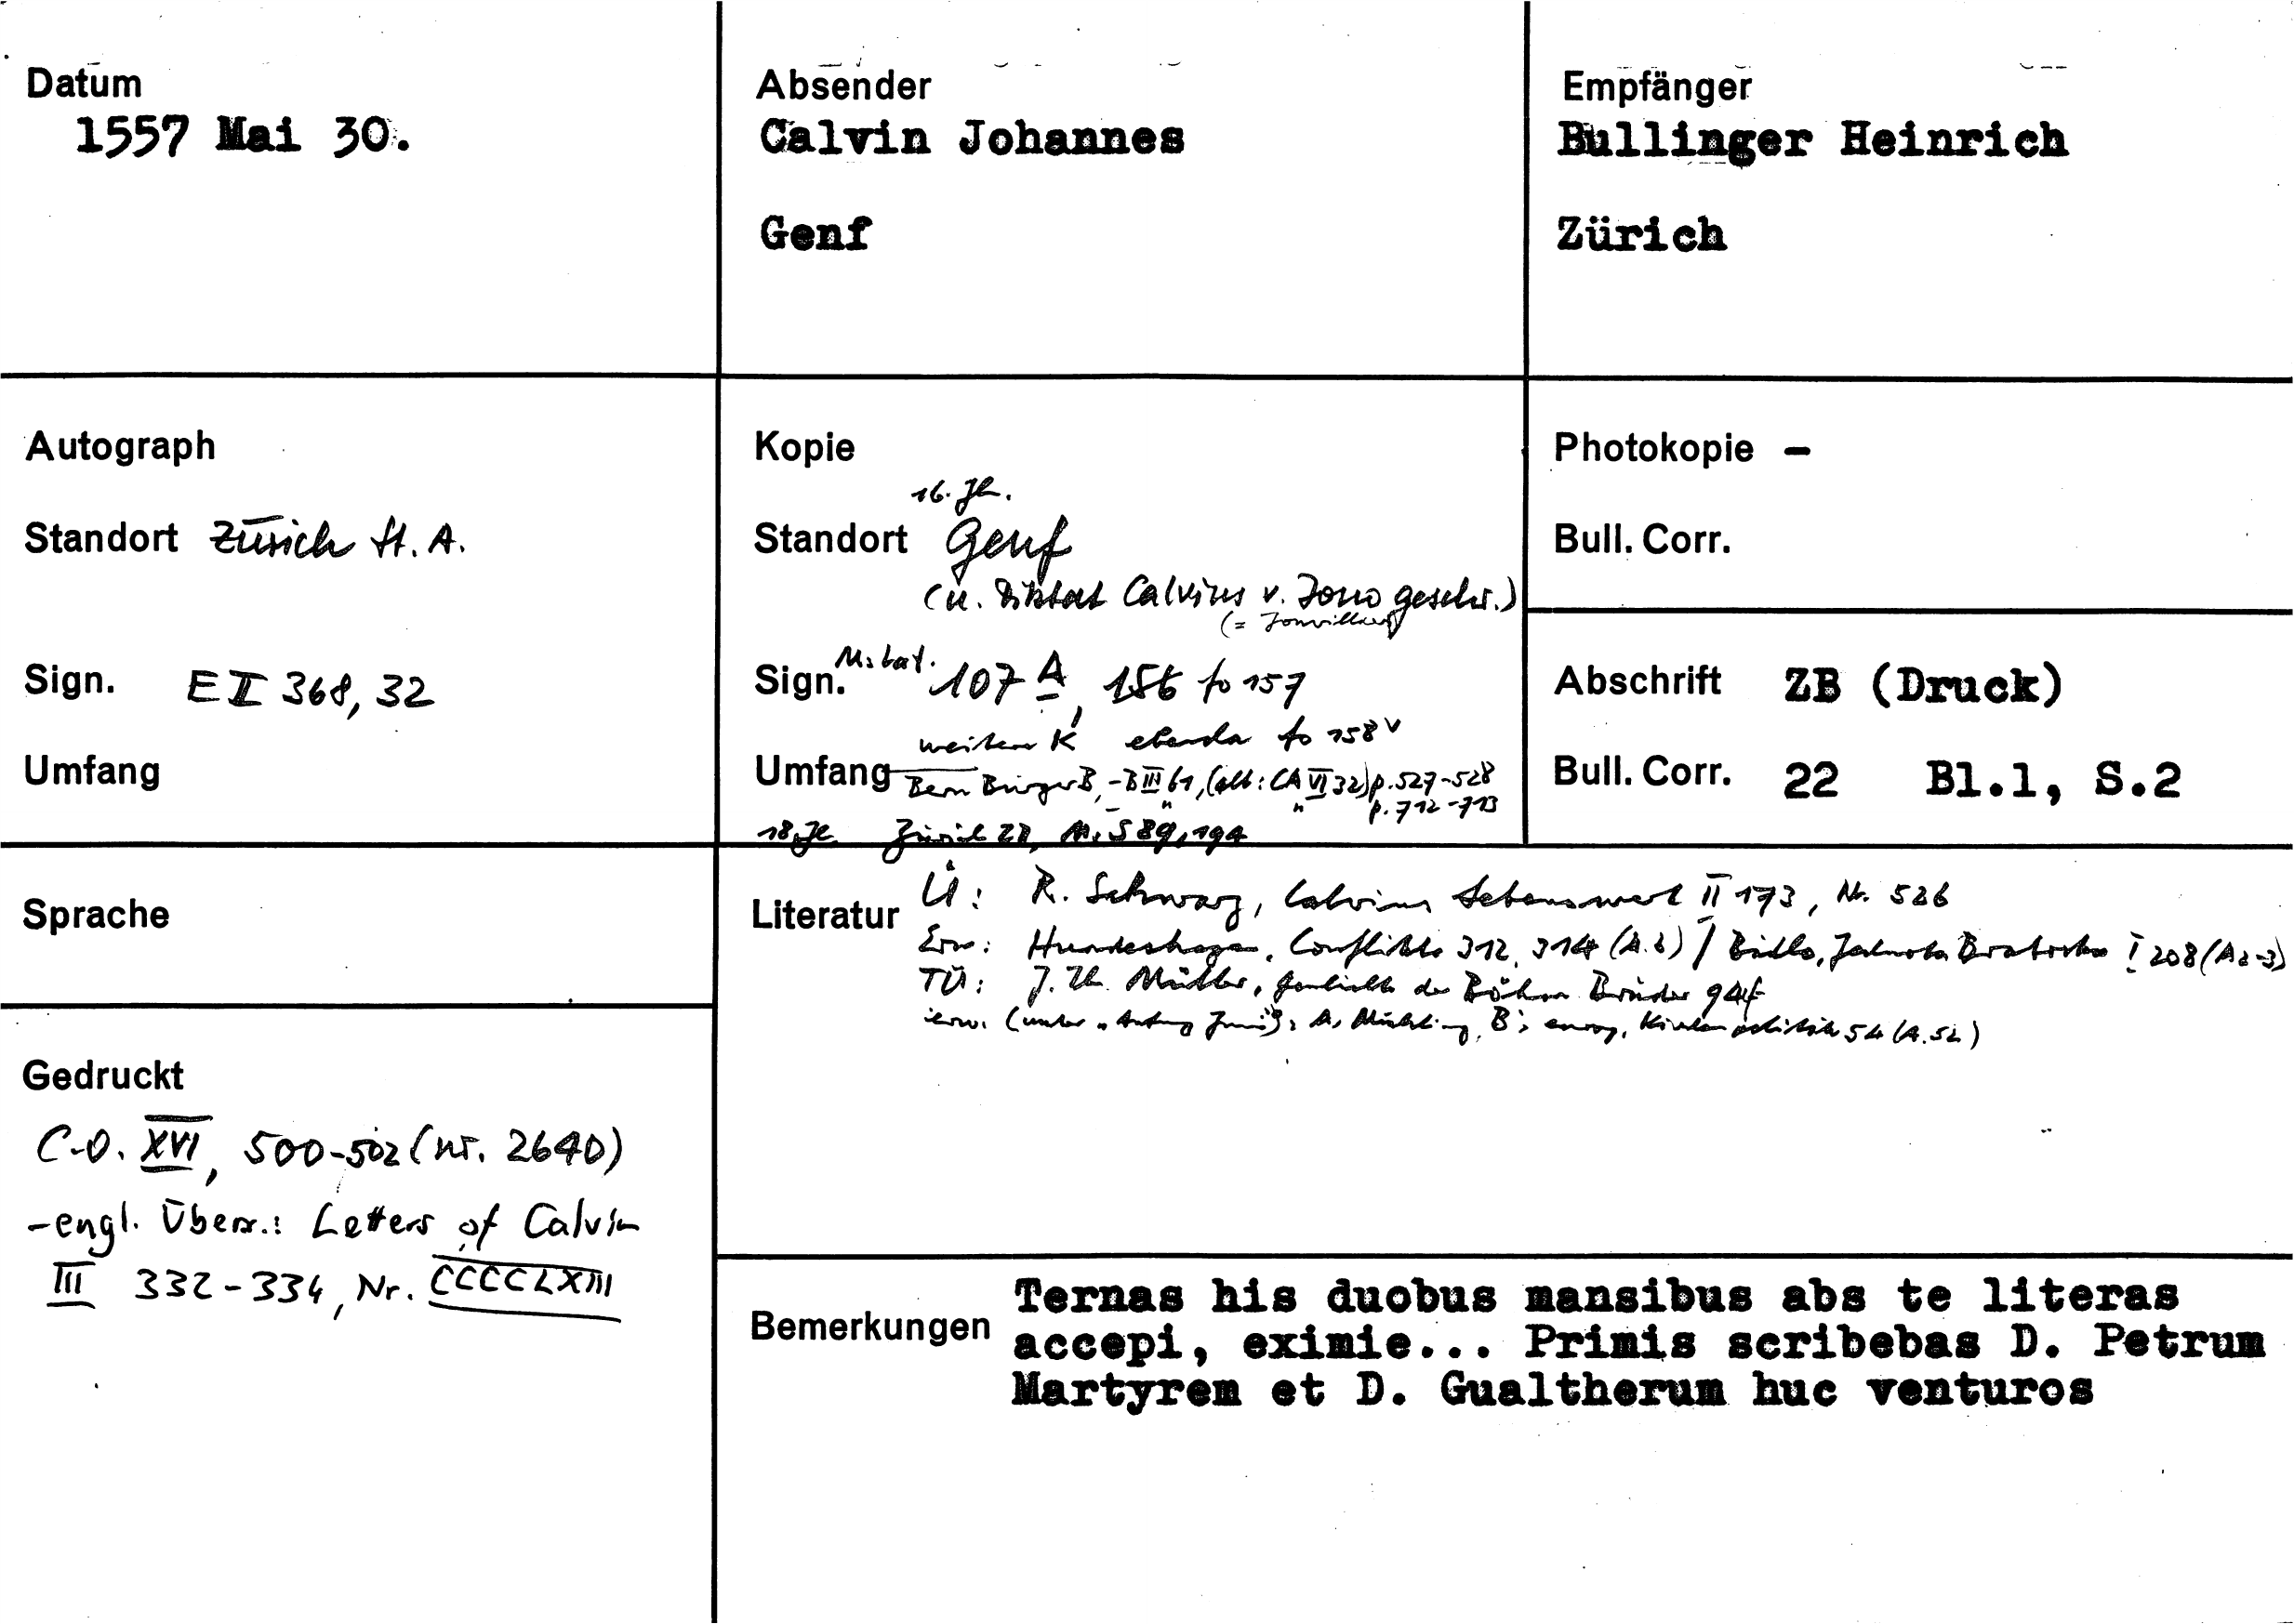 Datum
1557 Mai 30.
Absender
Calvin Johannes
Genf
Empfänger
Bullinger Heinrich
Zürich
Autograph
Standort Zürich St. A.
Sign. E II 368, 32
Umfang
Kopie
16. Jh.
Standort Genf
(n. Diktat Calvins v. Jonv geschr.)
Sign. Ms lat. 107 A, 156 fo 157
weitere K ebenda fo 158 v
Umfang Bern BürgerB, - B III 61, (alt: CA VI 32) p. 527-528
" " p. 712-713
18. Jh. Zürich ZB, Ms S 89, 194
Photokopie -
Bull. Corr.
Abschrift ZB (Druck)
Bull. Corr. 22 Bl.1, S.2
Sprache
Literatur Ü: R. Schwarz, Calvins Lebenswerk II 173, Nr. 526
Erw: Hundeshagen, Conflikte 312, 314 (A. 6) / Bidlo, Jednota Bratrska I 208 (A 2-3)
TÜ: J. Th. Müller, Geschichte der Böhm Brüder 94f
erw. (unter "Anfang Juni"): A. Mühling, B's Kirchenpolitik 54 (A. 52)
Gedruckt
C.O. XVI, 500-502 (nr. 2640)
- engl. Übers.: Letters of Calvin
III 332-334, Nr. CCCCLXIII
Bemerkungen Ternas his duobus mansibus abs te literas
accepi, eximie... Primis scribebas D. Petrum
Martyrem et D. Gualtherum huc venturos